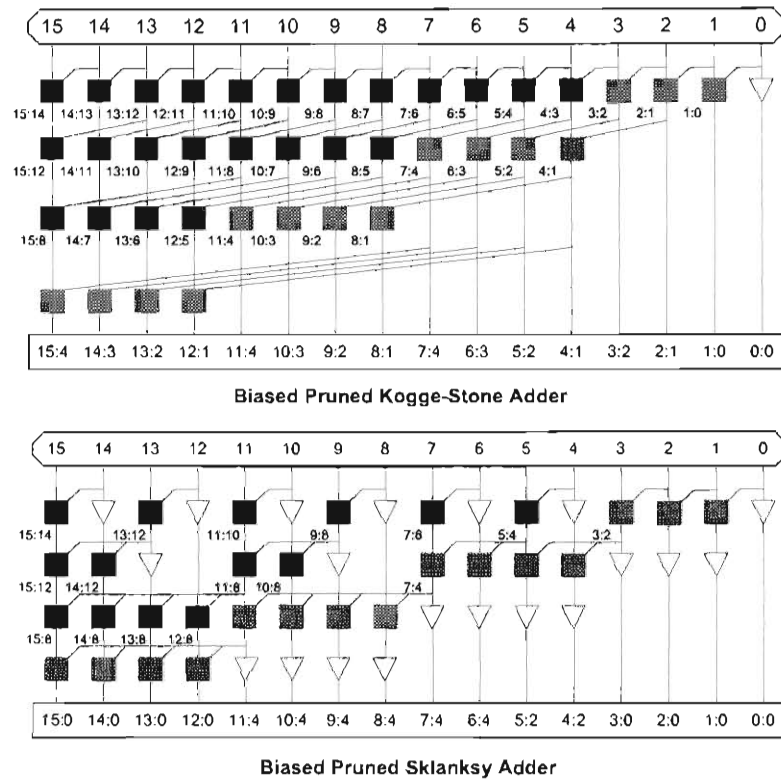 15 14 13 12 11 10 9 8 7 6 5 4 3 2 1 0
15:14 14:13 13:12 12:11 11:10 10:9 9:8 8:7 7:6 6:5 5:4 4:3 3:2 2:1 1:0
15:12 14:11 13:10 12:9 11:8 10:7 9:6 8:5 7:4 6:3 5:2 4:1
15:8 14:7 13:6 12:5 11:4 10:3 9:2 8:1
15:4 14:3 13:2 12:1 11:4 10:3 9:2 8:1 7:4 6:3 5:2 4:1 3:2 2:1 1:0 0:0
Biased Pruned Kogge-Stone Adder
15 14 13 12 11 10 9 8 7 6 5 4 3 2 1 0
15:14 13:12 11:10 9:8 7:6 5:4 3:2
15:12 14:12 11:8 10:8 7:4
15:8 14:8 13:8 12:8
15:0 14:0 13:0 12:0 11:4 10:4 9:4 8:4 7:4 6:4 5:2 4:2 3:0 2:0 1:0 0:0
Biased Pruned Sklanksy Adder